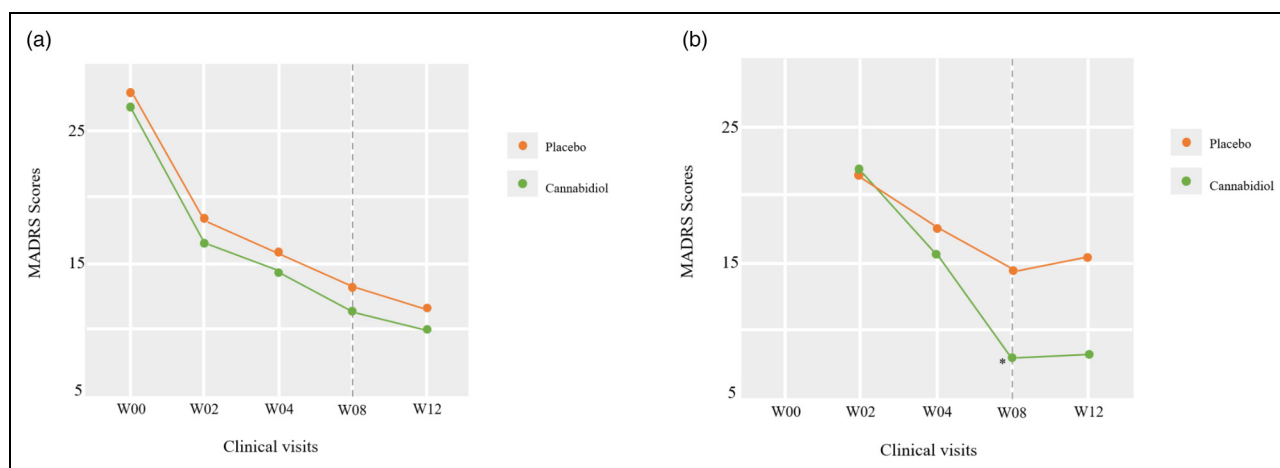 (a)
25
15
5
MADRS Scores
W00 W02 W04 W08 W12
Clinical visits
Placebo
Cannabidiol
(b)
25
15
5
MADRS Scores
*
W00 W02 W04 W08 W12
Clinical visits
Placebo
Cannabidiol